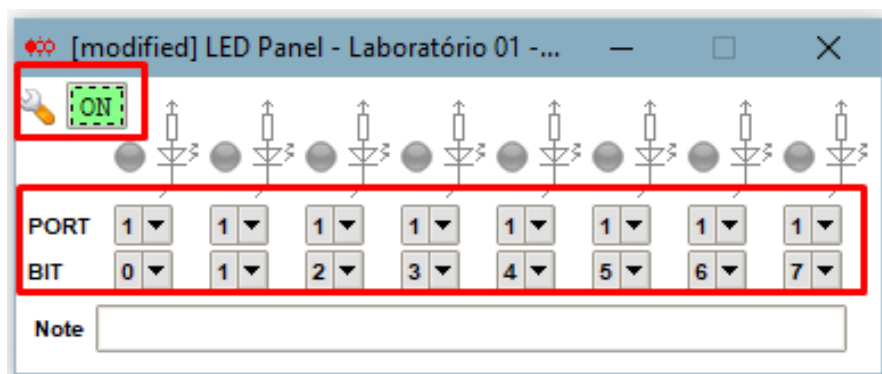 [modified] LED Panel - Laboratório 01 -...
ON
PORT 1 1 1 1 1 1 1 1
BIT 0 1 2 3 4 5 6 7
Note